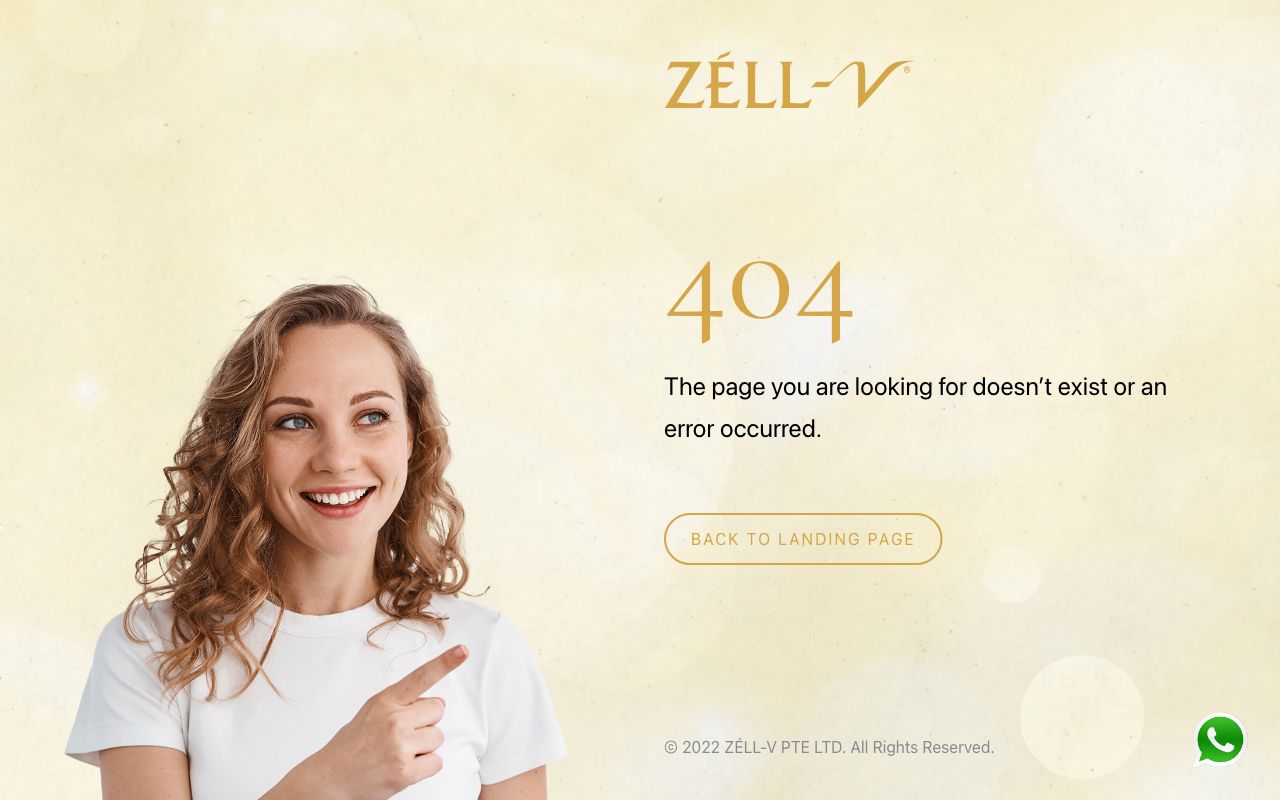 ZÉLL-V®
404
The page you are looking for doesn’t exist or an
error occurred.
BACK TO LANDING PAGE
© 2022 ZÉLL-V PTE LTD. All Rights Reserved.